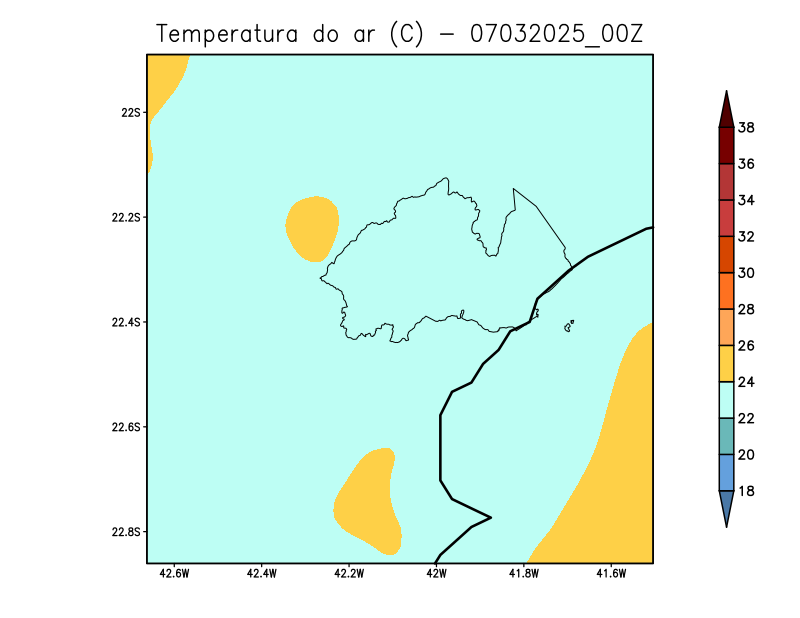 Temperatura do ar (C) - 07032025_00Z
22S
22.2S
22.4S
22.6S
22.8S
42.6W
42.4W
42.2W
42W
41.8W
41.6W
38
36
34
32
30
28
26
24
22
20
18